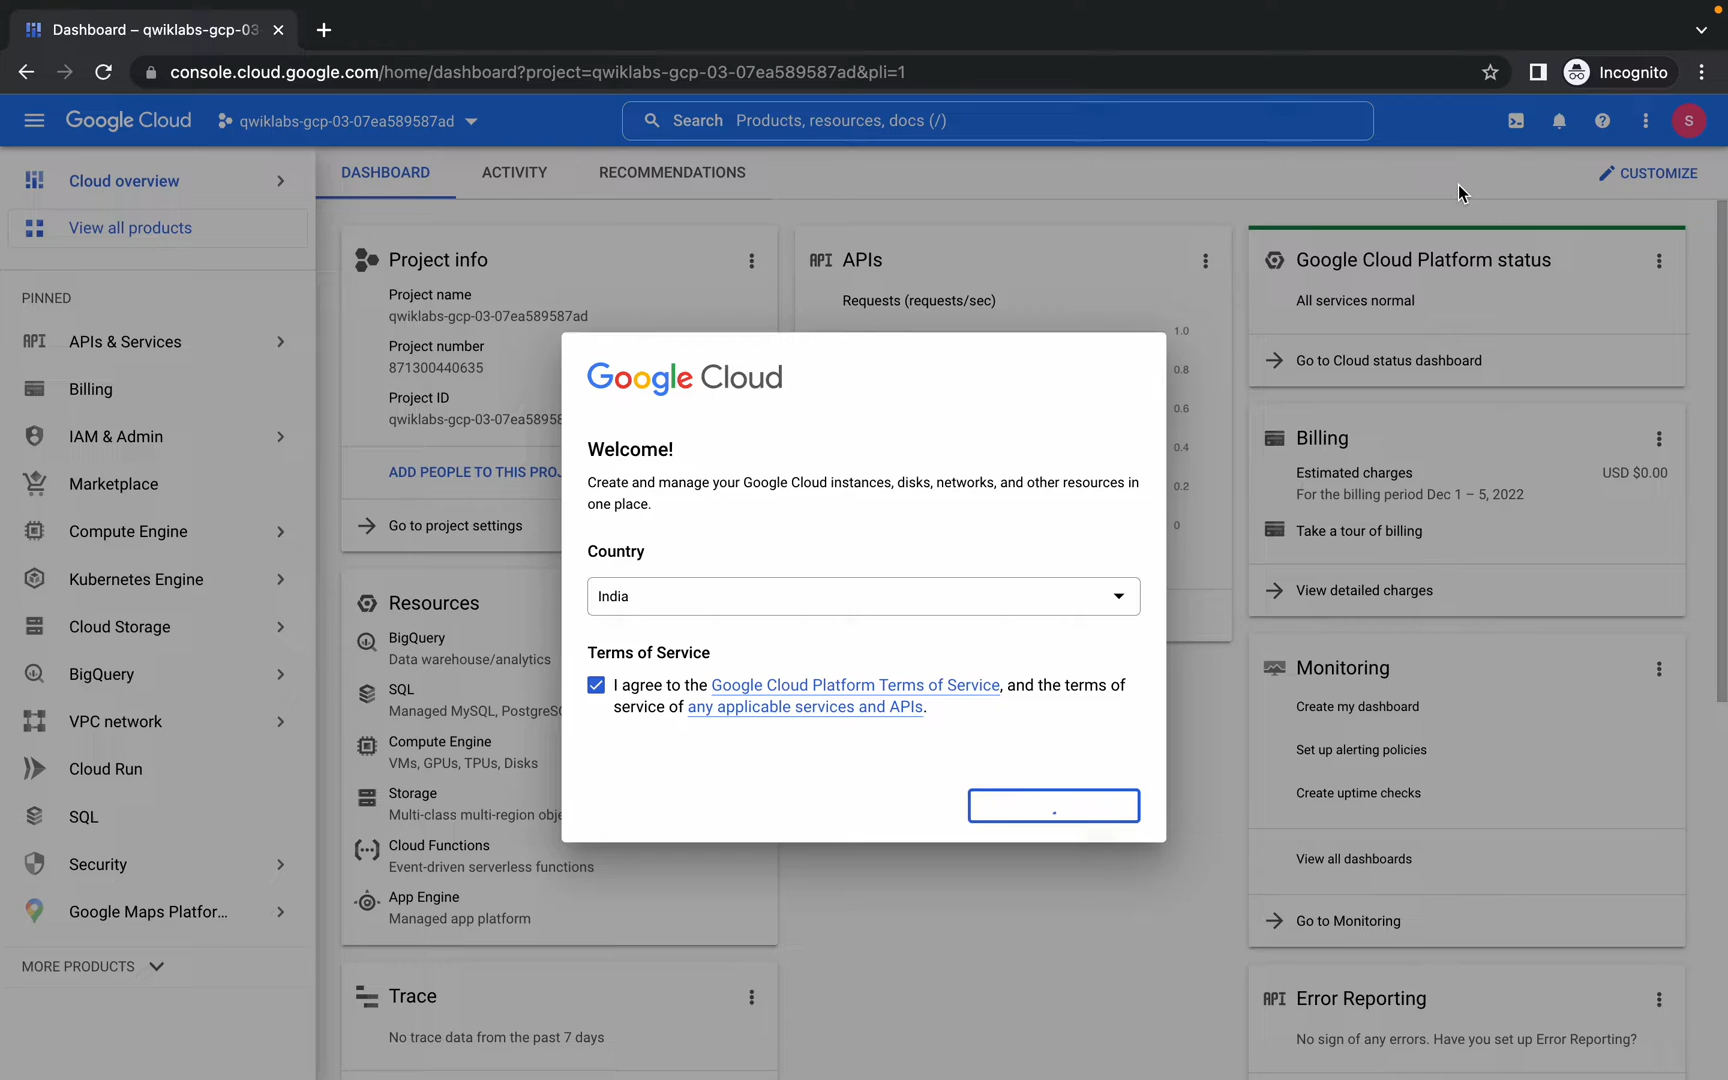 Dashboard – qwiklabs-gcp-03
console.cloud.google.com/home/dashboard?project=qwiklabs-gcp-03-07ea589587ad&pli=1
Incognito
Google Cloud
qwiklabs-gcp-03-07ea589587ad
Search Products, resources, docs (/)
S
Cloud overview
View all products
PINNED
API APIs & Services
Billing
IAM & Admin
Marketplace
Compute Engine
Kubernetes Engine
Cloud Storage
BigQuery
VPC network
Cloud Run
SQL
Security
Google Maps Platfor...
MORE PRODUCTS
DASHBOARD
ACTIVITY
RECOMMENDATIONS
CUSTOMIZE
Project info
Project name
qwiklabs-gcp-03-07ea589587ad
Project number
871300440635
Project ID
qwiklabs-gcp-03-07ea5895
ADD PEOPLE TO THIS PROJ
Go to project settings
Resources
BigQuery
Data warehouse/analytics
SQL
Managed MySQL, PostgreS
Compute Engine
VMs, GPUs, TPUs, Disks
Storage
Multi-class multi-region obje
Cloud Functions
Event-driven serverless functions
App Engine
Managed app platform
Trace
No trace data from the past 7 days
API APIs
Requests (requests/sec)
1.0
0.8
0.6
0.4
0.2
0
Google Cloud
Welcome!
Create and manage your Google Cloud instances, disks, networks, and other resources in
one place.
Country
India
Terms of Service
I agree to the Google Cloud Platform Terms of Service, and the terms of
service of any applicable services and APIs.
Google Cloud Platform status
All services normal
Go to Cloud status dashboard
Billing
Estimated charges USD $0.00
For the billing period Dec 1 – 5, 2022
Take a tour of billing
View detailed charges
Monitoring
Create my dashboard
Set up alerting policies
Create uptime checks
View all dashboards
Go to Monitoring
API Error Reporting
No sign of any errors. Have you set up Error Reporting?